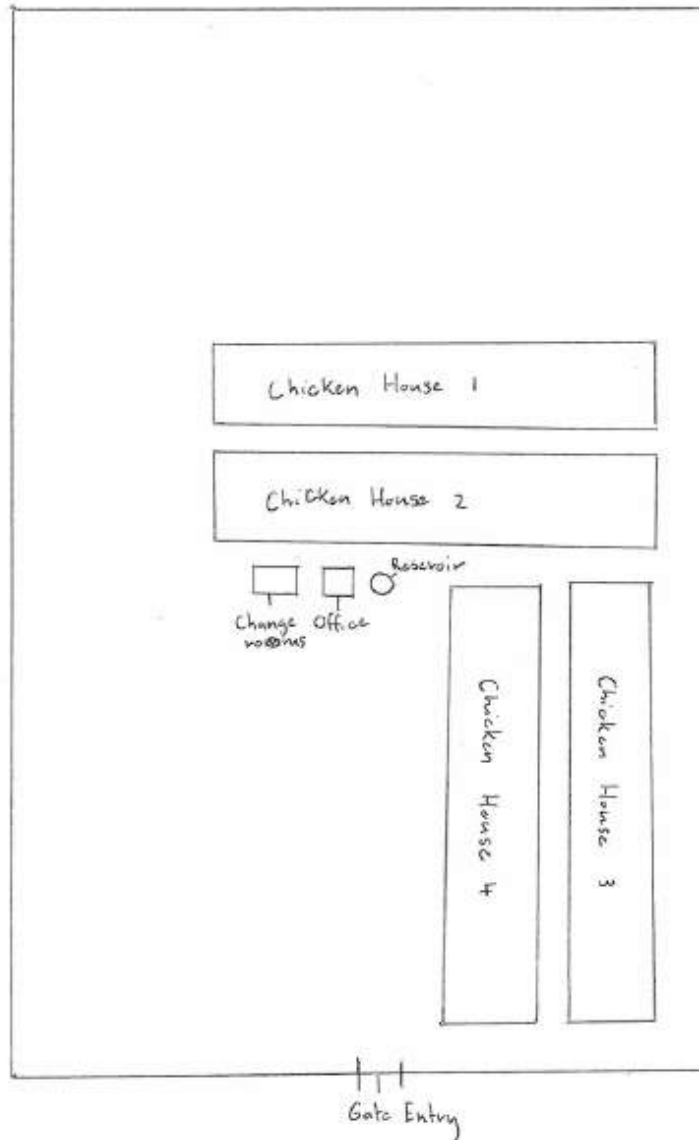 Chicken House 1
Chicken House 2
Reservoir
Change
rooms
Office
Chicken House 4
Chicken House 3
Gate Entry